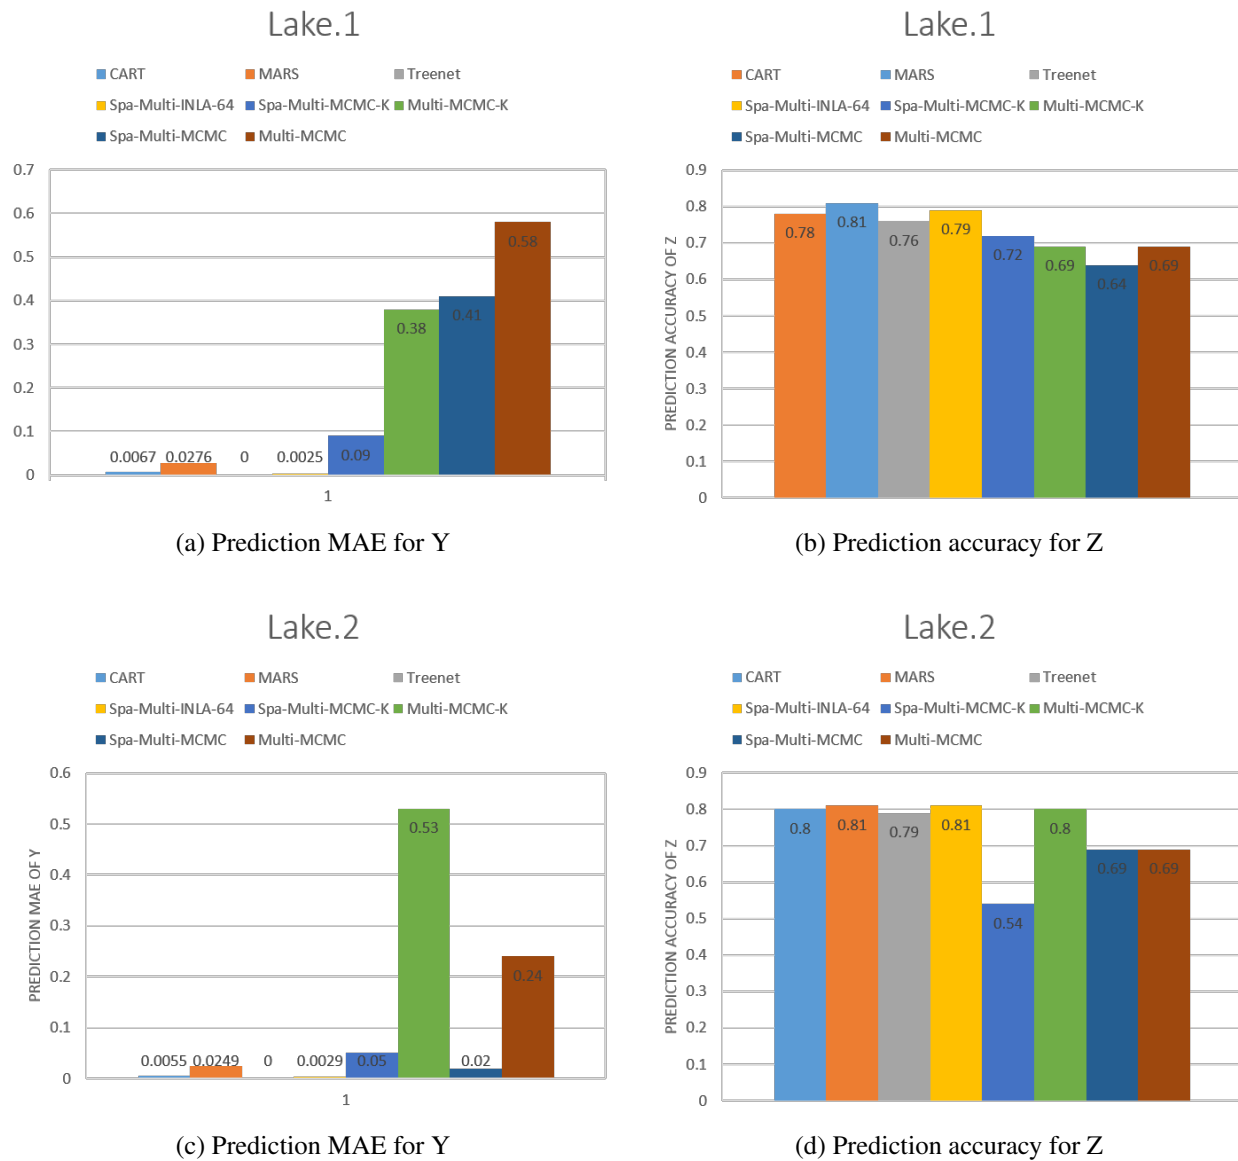 Lake.1
CART MARS Treenet
Spa-Multi-INLA-64 Spa-Multi-MCMC-K Multi-MCMC-K
Spa-Multi-MCMC Multi-MCMC
0.7
0.6
0.5
0.4
0.3
0.2
0.1
0
0.0067 0.0276 0 0.0025 0.09 0.38 0.41 0.58
1
(a) Prediction MAE for Y
Lake.1
CART MARS Treenet
Spa-Multi-INLA-64 Spa-Multi-MCMC-K Multi-MCMC-K
Spa-Multi-MCMC Multi-MCMC
PREDICTION ACCURACY OF Z
0.9
0.8
0.7
0.6
0.5
0.4
0.3
0.2
0.1
0
0.78 0.81 0.76 0.79 0.72 0.69 0.64 0.69
(b) Prediction accuracy for Z
Lake.2
CART MARS Treenet
Spa-Multi-INLA-64 Spa-Multi-MCMC-K Multi-MCMC-K
Spa-Multi-MCMC Multi-MCMC
PREDICTION MAE OF Y
0.6
0.5
0.4
0.3
0.2
0.1
0
0.0055 0.0249 0 0.0029 0.05 0.53 0.02 0.24
1
(c) Prediction MAE for Y
Lake.2
CART MARS Treenet
Spa-Multi-INLA-64 Spa-Multi-MCMC-K Multi-MCMC-K
Spa-Multi-MCMC Multi-MCMC
PREDICTION ACCURACY OF Z
0.9
0.8
0.7
0.6
0.5
0.4
0.3
0.2
0.1
0
0.8 0.81 0.79 0.81 0.54 0.8 0.69 0.69
(d) Prediction accuracy for Z